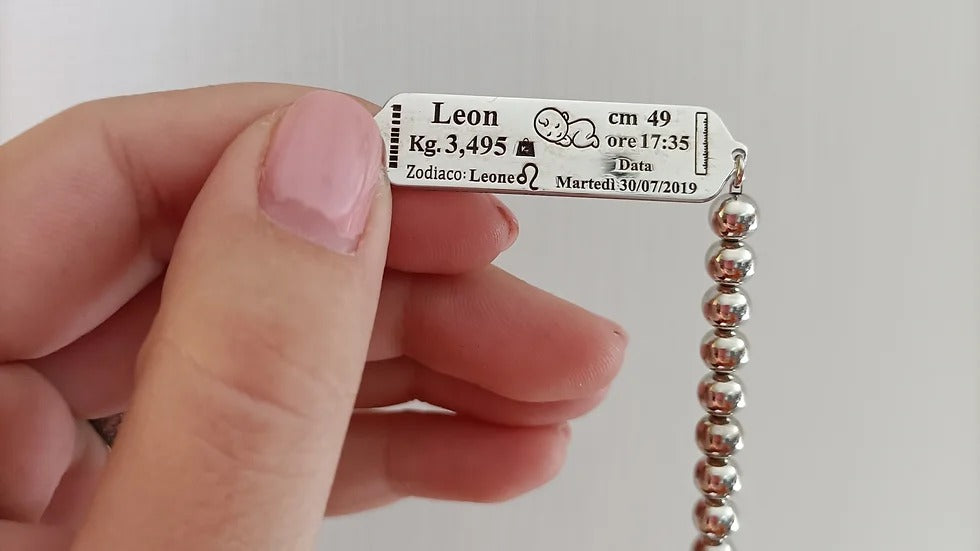 Leon
Kg. 3,495
Zodiaco: Leone
cm 49
ore 17:35
Data
Martedì 30/07/2019